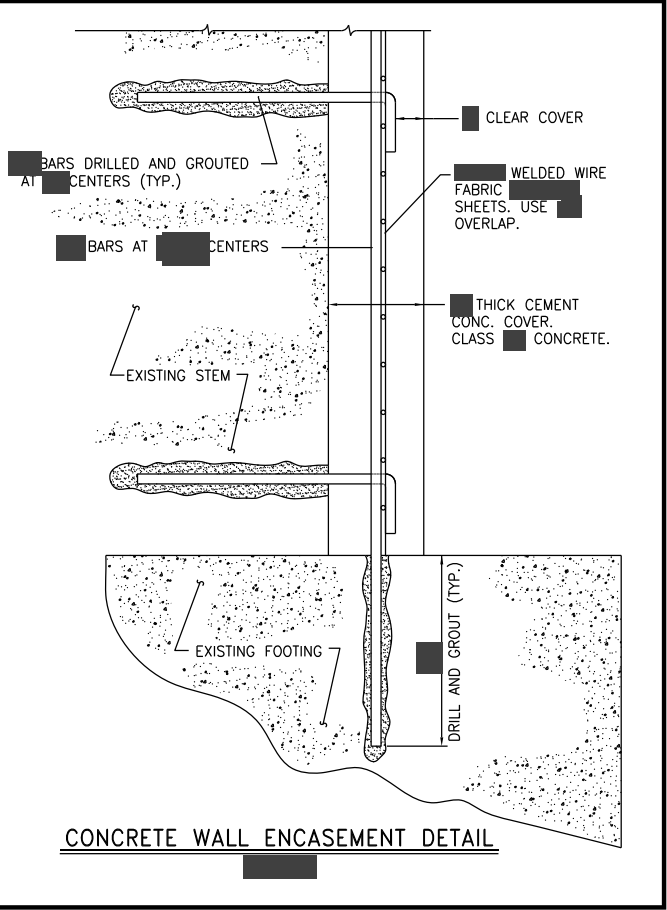 CLEAR COVER
BARS DRILLED AND GROUTED
AT CENTERS (TYP.)
WELDED WIRE
FABRIC
SHEETS. USE
OVERLAP.
BARS AT CENTERS
THICK CEMENT
CONC. COVER.
CLASS CONCRETE.
EXISTING STEM
EXISTING FOOTING
DRILL AND GROUT (TYP.)
CONCRETE WALL ENCASEMENT DETAIL